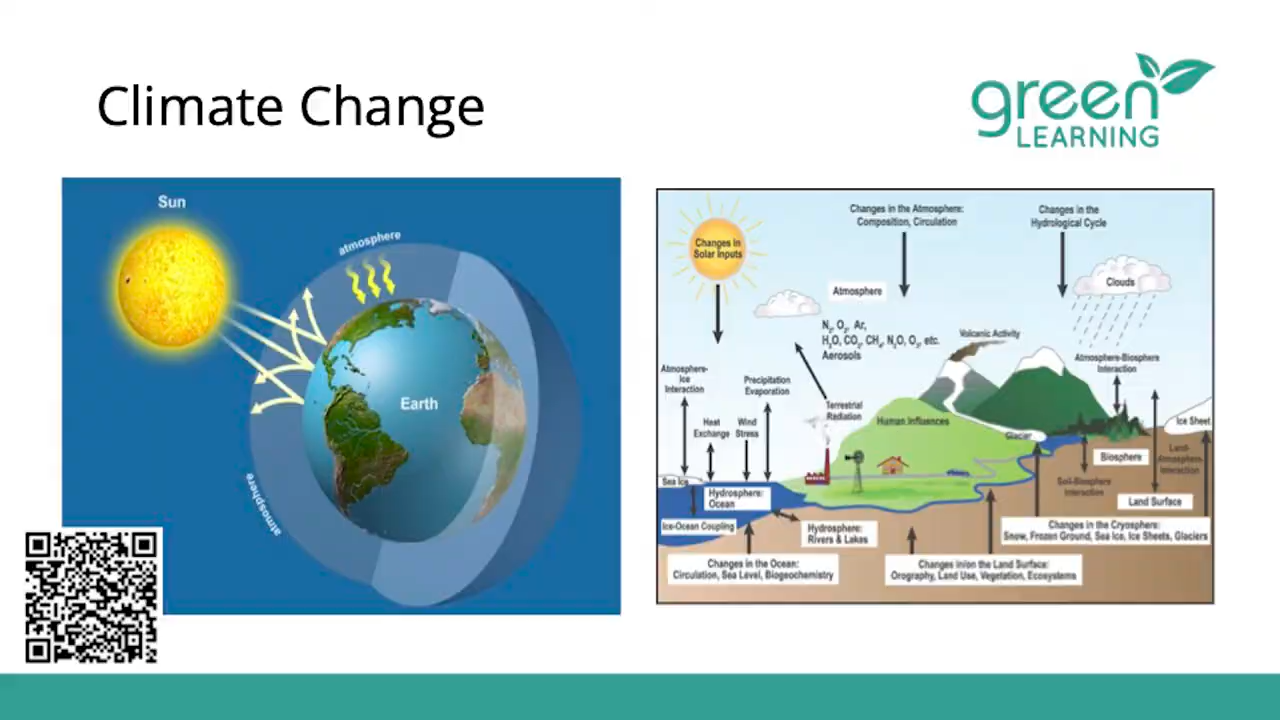 Climate Change
green
LEARNING
Sun
atmosphere
Earth
atmosphere
Changes in
Solar Inputs
Changes in the Atmosphere:
Composition, Circulation
Changes in the
Hydrological Cycle
Atmosphere
Clouds
N₂, O₂, Ar,
H₂O, CO₂, CH₄, N₂O, O₃, etc.
Aerosols
Volcanic Activity
Atmosphere-Biosphere
Interaction
Atmosphere-
Ice
Interaction
Precipitation
Evaporation
Terrestrial
Radiation
Heat
Exchange
Wind
Stress
Human Influences
Glacier
Ice Sheet
Biosphere
Land-
Atmosphere
Interaction
Soil-Biosphere
Interaction
Sea Ice
Hydrosphere:
Ocean
Land Surface
Ice-Ocean Coupling
Hydrosphere:
Rivers & Lakes
Changes in the Cryosphere:
Snow, Frozen Ground, Sea Ice, Ice Sheets, Glaciers
Changes in the Ocean:
Circulation, Sea Level, Biogeochemistry
Changes in/on the Land Surface:
Orography, Land Use, Vegetation, Ecosystems